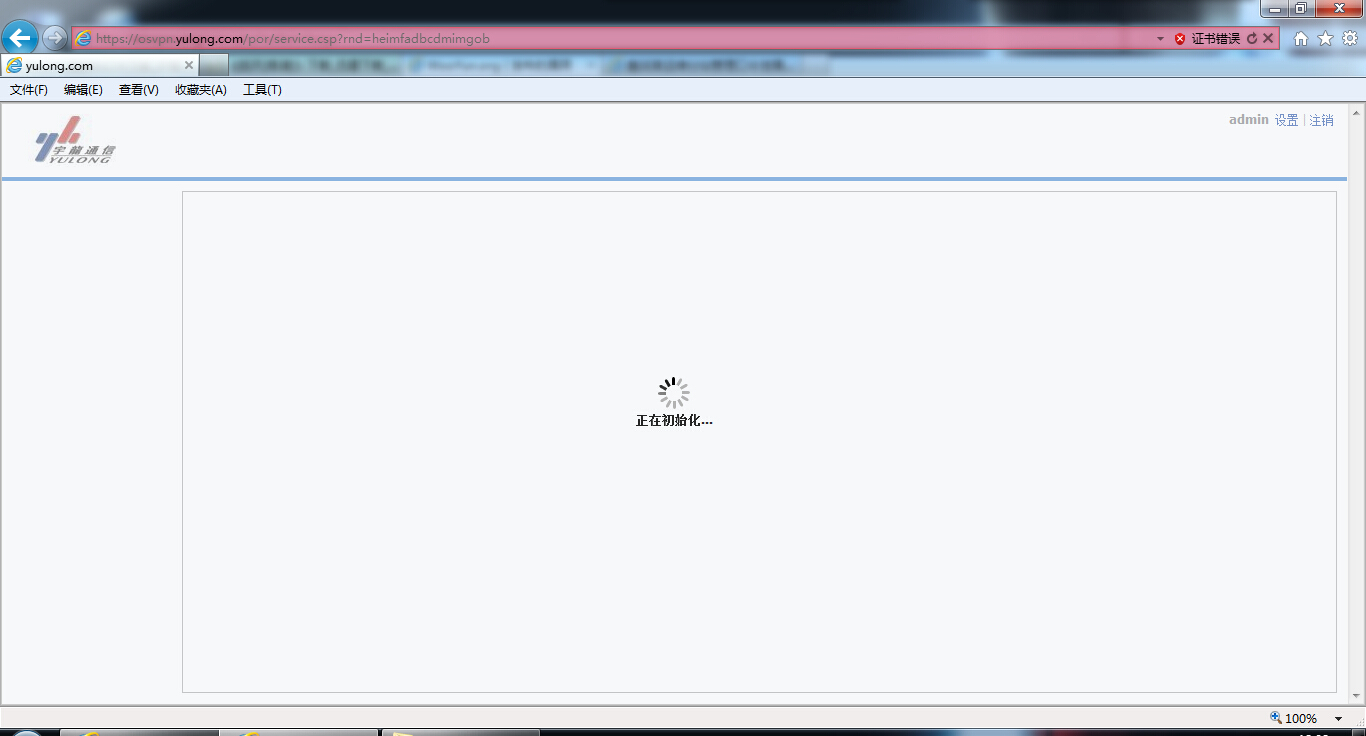 https://osvpn.yulong.com/por/service.csp?rnd=heimfadbcdmimgob
证书错误
yulong.com
文件(F) 编辑(E) 查看(V) 收藏夹(A) 工具(T)
admin 设置 | 注销
宇龍通信
YULONG
正在初始化...
100%